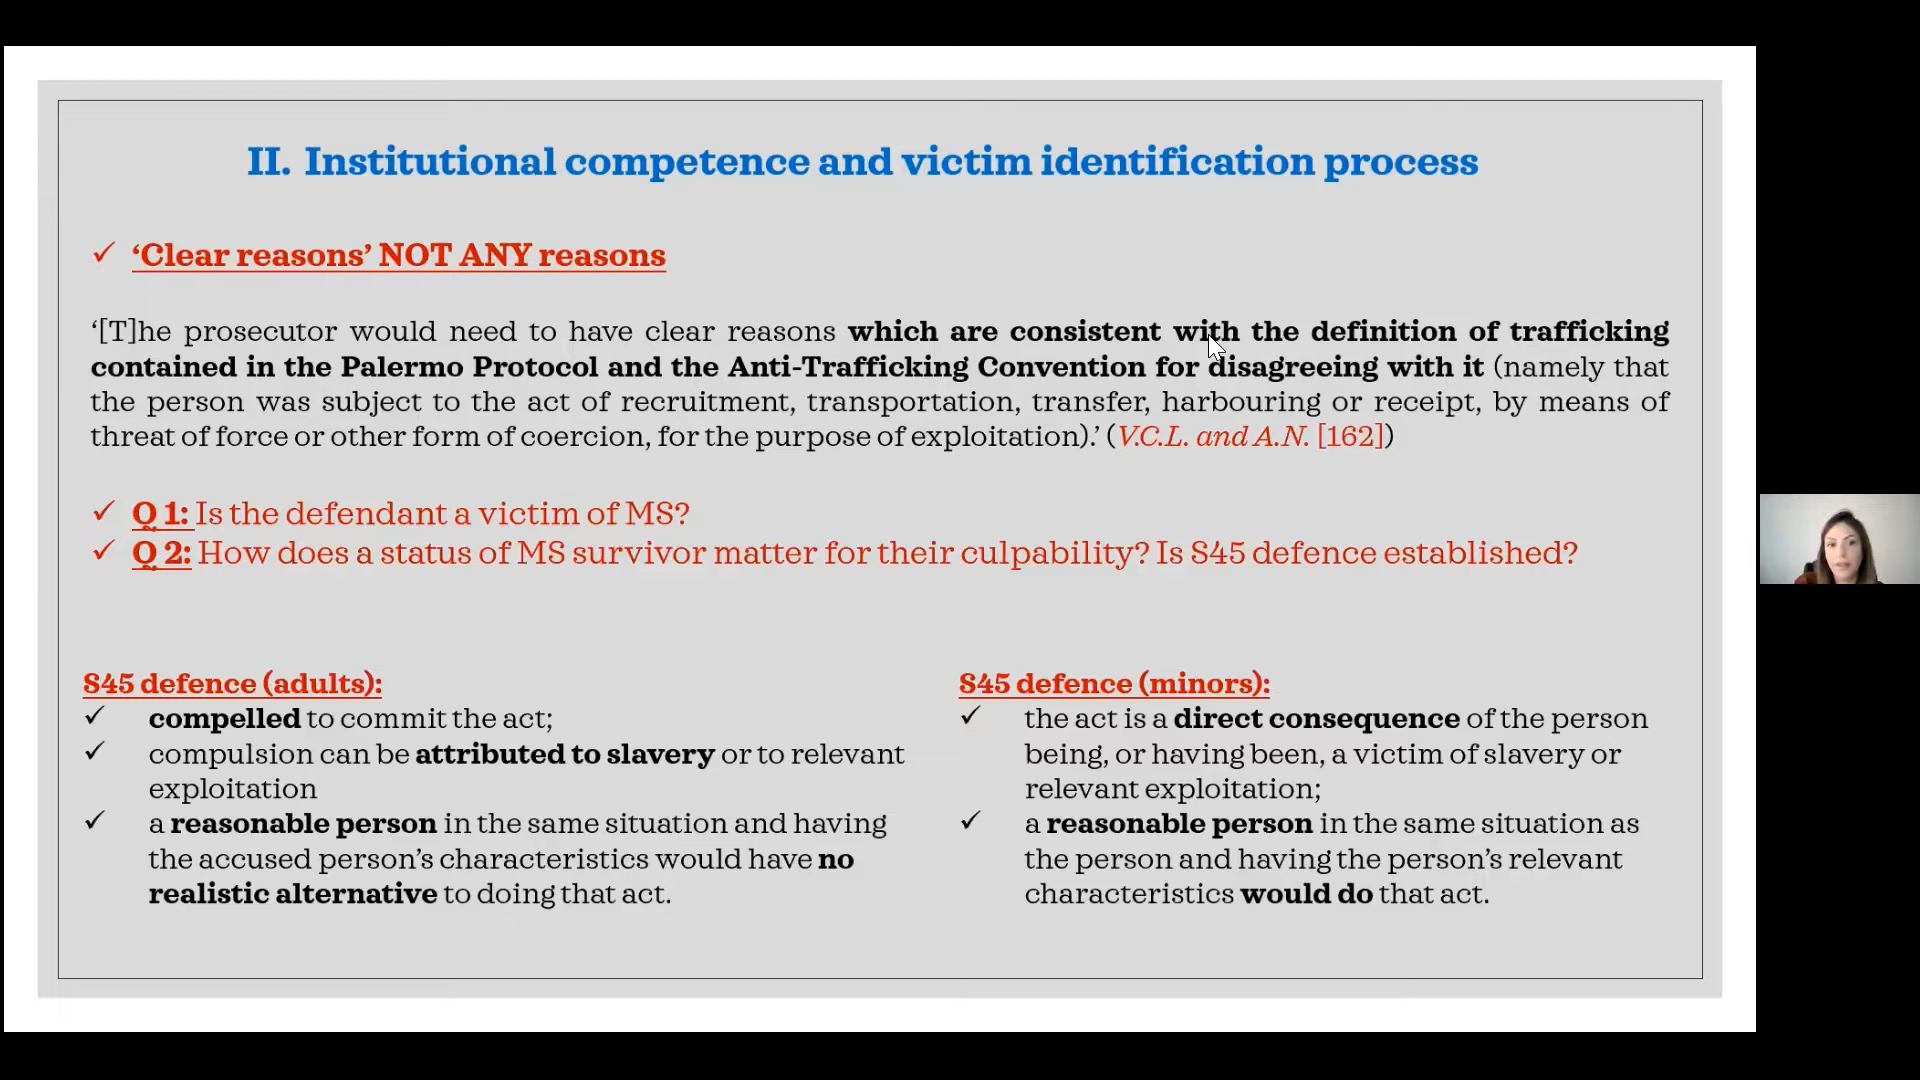 II. Institutional competence and victim identification process
✓ ‘Clear reasons’ NOT ANY reasons
‘[T]he prosecutor would need to have clear reasons which are consistent with the definition of trafficking
contained in the Palermo Protocol and the Anti-Trafficking Convention for disagreeing with it (namely that
the person was subject to the act of recruitment, transportation, transfer, harbouring or receipt, by means of
threat of force or other form of coercion, for the purpose of exploitation).’ (V.C.L. and A.N. [162])
✓ Q 1: Is the defendant a victim of MS?
✓ Q 2: How does a status of MS survivor matter for their culpability? Is S45 defence established?
S45 defence (adults):
✓ compelled to commit the act;
✓ compulsion can be attributed to slavery or to relevant
exploitation
✓ a reasonable person in the same situation and having
the accused person’s characteristics would have no
realistic alternative to doing that act.
S45 defence (minors):
✓ the act is a direct consequence of the person
being, or having been, a victim of slavery or
relevant exploitation;
✓ a reasonable person in the same situation as
the person and having the person’s relevant
characteristics would do that act.